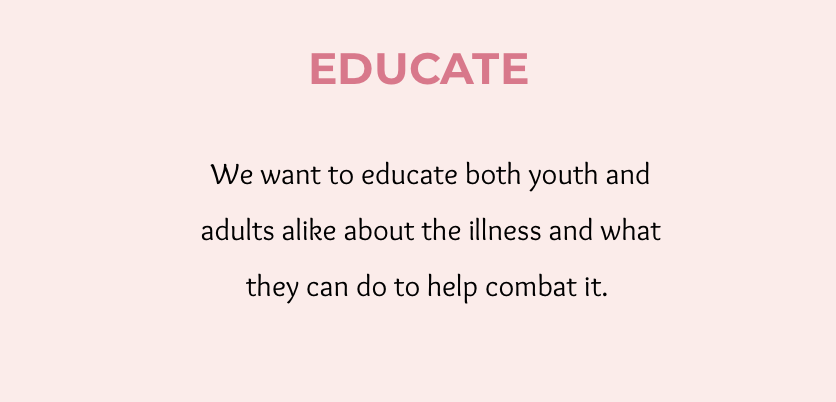 EDUCATE
We want to educate both youth and
adults alike about the illness and what
they can do to help combat it.